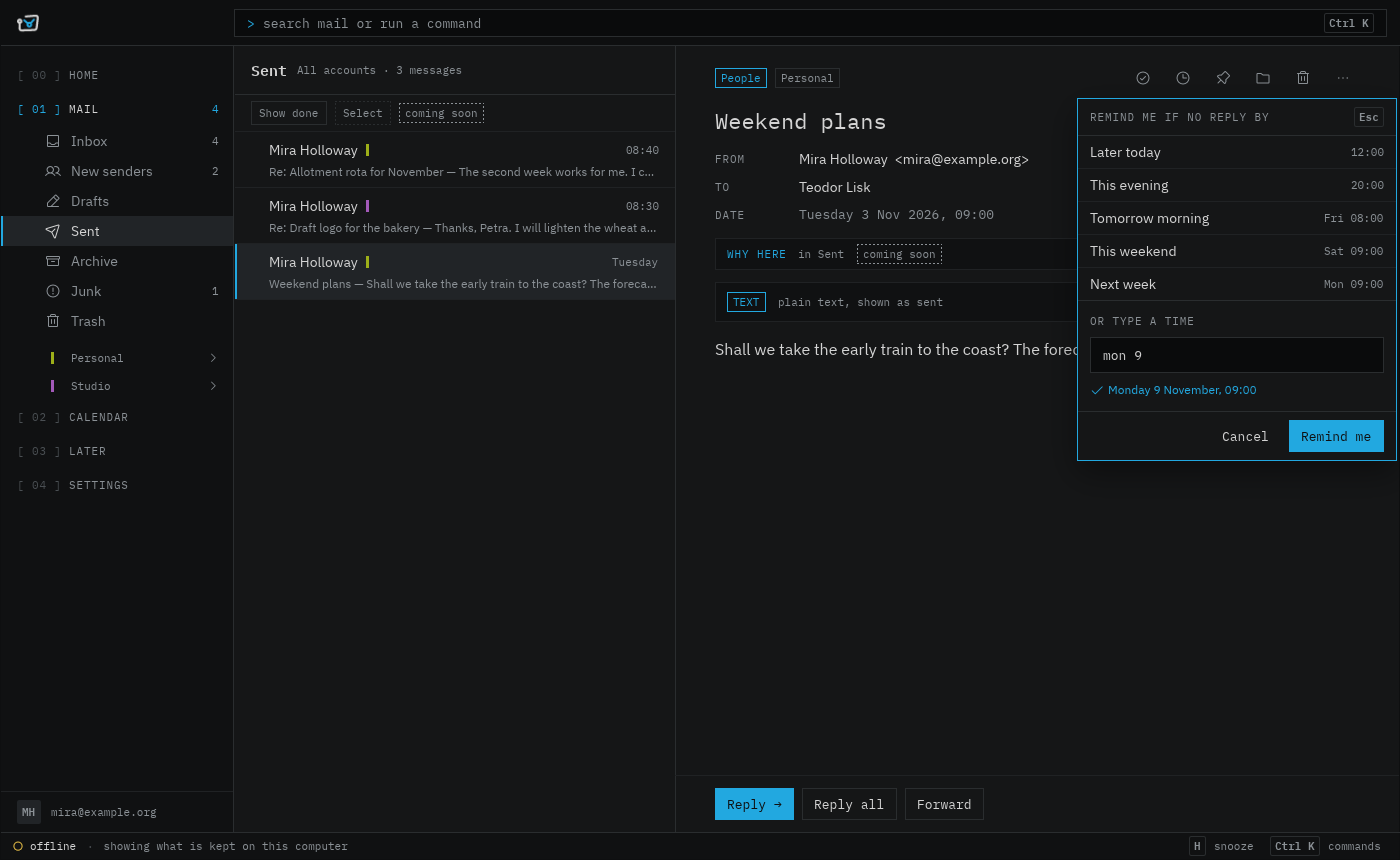 > search mail or run a command Ctrl K
[ 00 ] HOME
[ 01 ] MAIL 4
Inbox 4
New senders 2
Drafts
Sent
Archive
Junk 1
Trash
Personal
Studio
[ 02 ] CALENDAR
[ 03 ] LATER
[ 04 ] SETTINGS
MH mira@example.org
Sent All accounts · 3 messages
Show done Select coming soon
Mira Holloway 08:40
Re: Allotment rota for November — The second week works for me. I c…
Mira Holloway 08:30
Re: Draft logo for the bakery — Thanks, Petra. I will lighten the wheat a…
Mira Holloway Tuesday
Weekend plans — Shall we take the early train to the coast? The foreca…
People Personal
Weekend plans
FROM Mira Holloway <mira@example.org>
TO Teodor Lisk
DATE Tuesday 3 Nov 2026, 09:00
WHY HERE in Sent coming soon
TEXT plain text, shown as sent
Shall we take the early train to the coast? The forec
REMIND ME IF NO REPLY BY Esc
Later today 12:00
This evening 20:00
Tomorrow morning Fri 08:00
This weekend Sat 09:00
Next week Mon 09:00
OR TYPE A TIME
mon 9
Monday 9 November, 09:00
Cancel Remind me
Reply → Reply all Forward
offline · showing what is kept on this computer H snooze Ctrl K commands